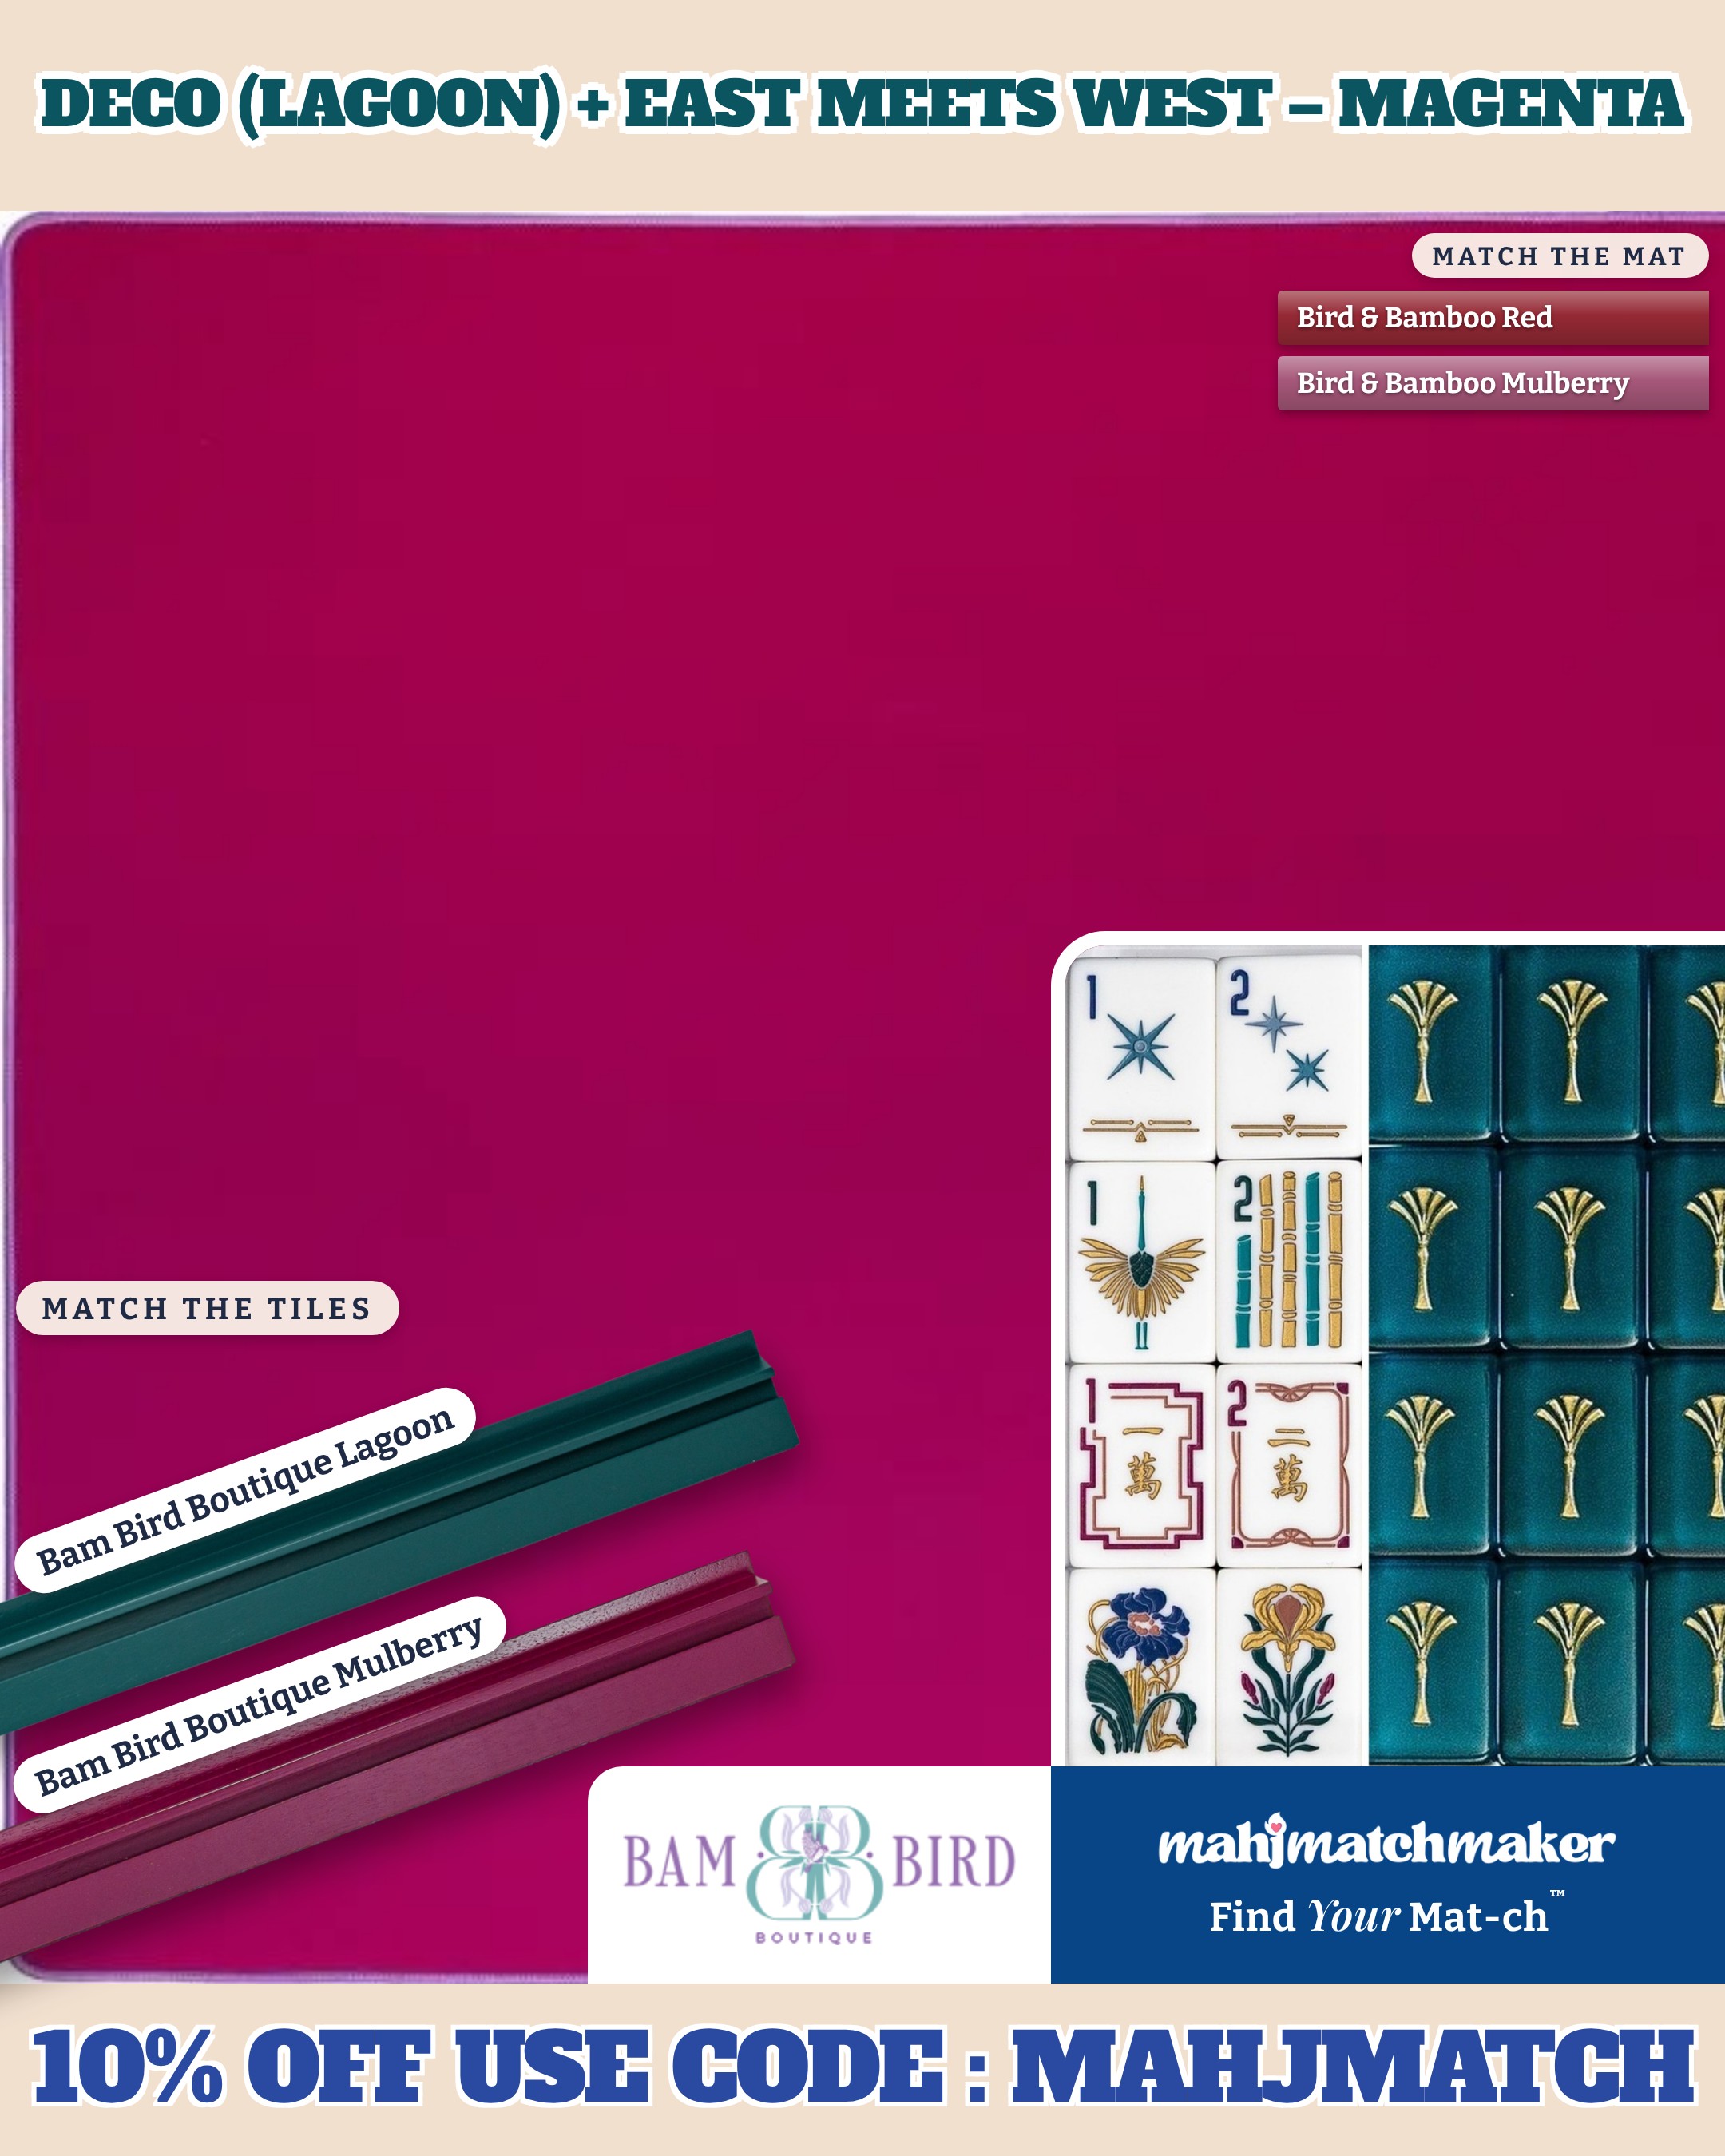 DECO (LAGOON) + EAST MEETS WEST – MAGENTA
MATCH THE MAT
Bird & Bamboo Red
Bird & Bamboo Mulberry
1
2
1
2
1
一
萬
2
二
萬
MATCH THE TILES
Bam Bird Boutique Lagoon
Bam Bird Boutique Mulberry
BAM BIRD
BOUTIQUE
mahjmatchmaker
Find Your Mat-ch™
10% OFF USE CODE : MAHJMATCH